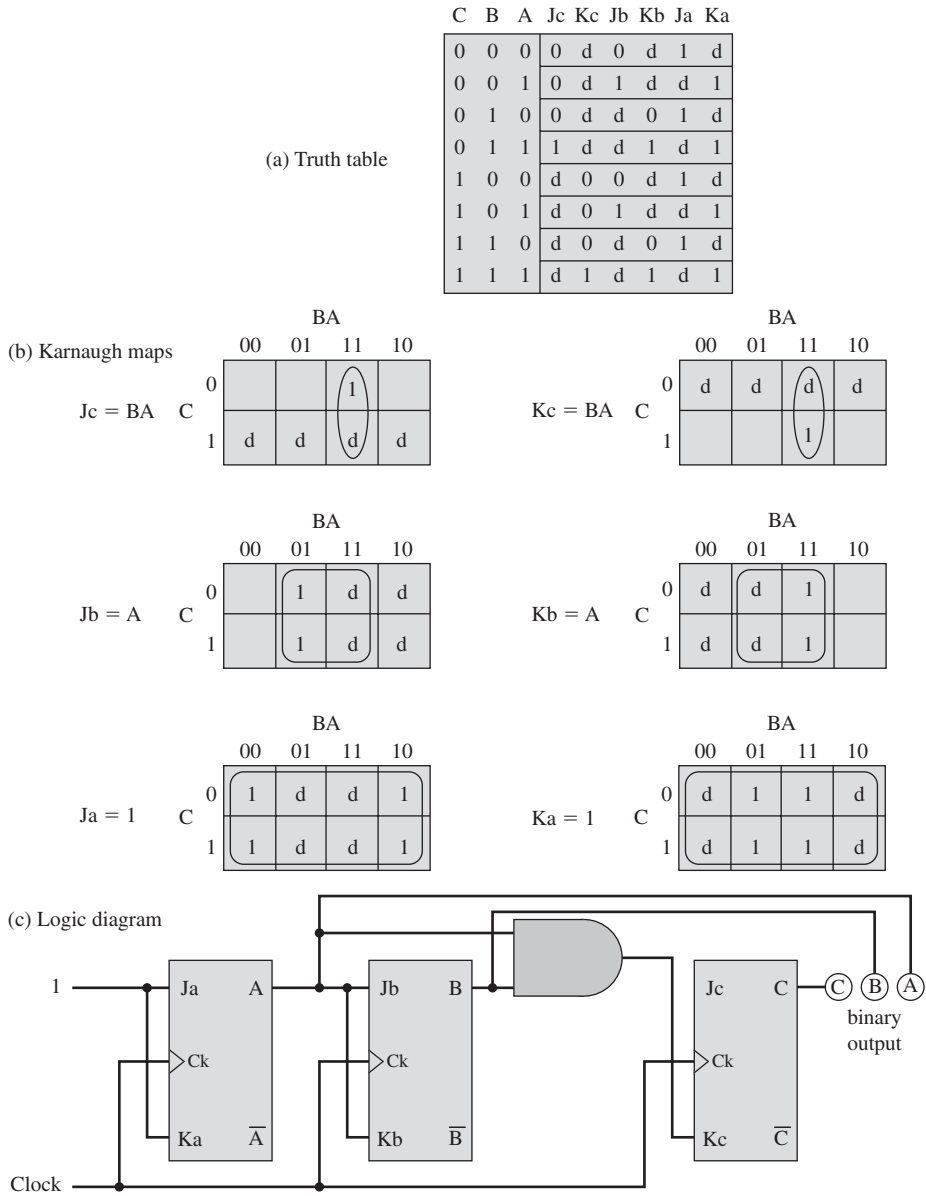 C B A Jc Kc Jb Kb Ja Ka
0 0 0 0 d 0 d 1 d
0 0 1 0 d 1 d d 1
0 1 0 0 d d 0 1 d
0 1 1 1 d d 1 d 1
1 0 0 d 0 0 d 1 d
1 0 1 d 0 1 d d 1
1 1 0 d 0 d 0 1 d
1 1 1 d 1 d 1 d 1
(a) Truth table
(b) Karnaugh maps
BA
00 01 11 10
Jc = BA C
0 1
1 d d d d
BA
00 01 11 10
Kc = BA C
0 d d d d
1 1
BA
00 01 11 10
Jb = A C
0 1 d d
1 1 d d
BA
00 01 11 10
Kb = A C
0 d d 1
1 d d 1
BA
00 01 11 10
Ja = 1 C
0 1 d d 1
1 1 d d 1
BA
00 01 11 10
Ka = 1 C
0 d 1 1 d
1 d 1 1 d
(c) Logic diagram
1 Ja A Jb B Jc C C B A
binary
output
Ck Ck Ck
Ka A̅ Kb B̅ Kc C̅
Clock